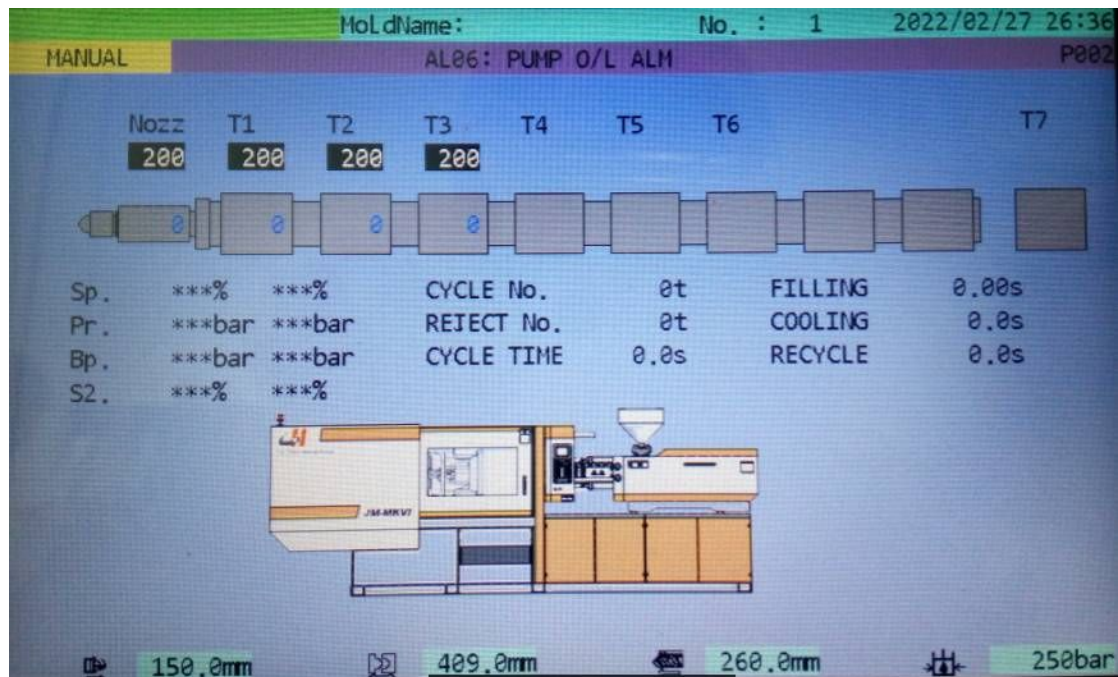 MoldName: No. : 1 2022/02/27 26:36
MANUAL AL06: PUMP O/L ALM P002
Nozz T1 T2 T3 T4 T5 T6 T7
200 200 200 200
0 0 0 0
Sp. ***% ***% CYCLE No. 0t FILLING 0.00s
Pr. ***bar ***bar REJECT No. 0t COOLING 0.0s
Bp. ***bar ***bar CYCLE TIME 0.0s RECYCLE 0.0s
S2. ***% ***%
JM-MKVI
150.0mm 409.0mm 260.0mm 250bar